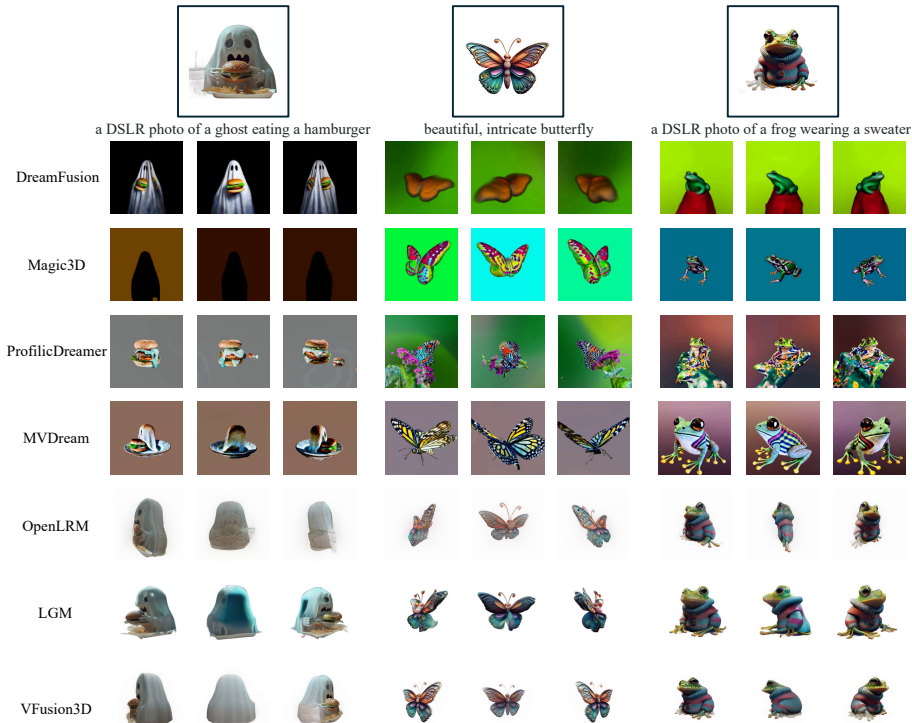 a DSLR photo of a ghost eating a hamburger
beautiful, intricate butterfly
a DSLR photo of a frog wearing a sweater
DreamFusion
Magic3D
ProfilicDreamer
MVDream
OpenLRM
LGM
VFusion3D